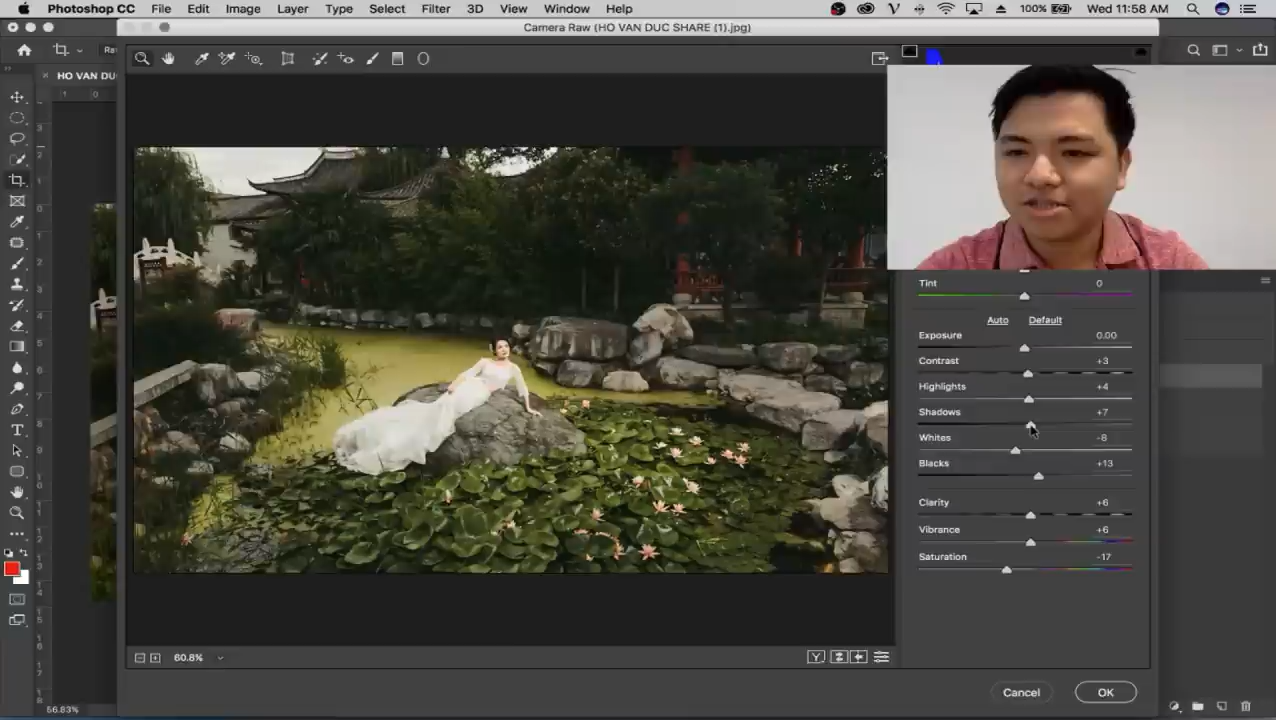 Photoshop CC File Edit Image Layer Type Select Filter 3D View Window Help 100% Wed 11:58 AM
Camera Raw (HO VAN DUC SHARE (1).jpg)
HO VAN DU
1 0
Tint 0
Auto Default
Exposure 0.00
Contrast +3
Highlights +4
Shadows +7
Whites -8
Blacks +13
Clarity +6
Vibrance +6
Saturation -17
60.8%
Cancel OK
56.83%